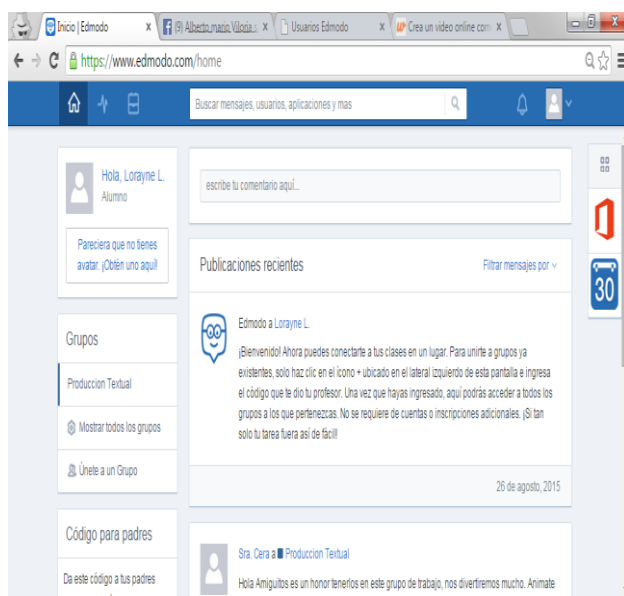 Inicio | Edmodo
(9) Alberto mario Viloria
Usuarios Edmodo
Crea un video online com
https://www.edmodo.com/home
Buscar mensajes, usuarios, aplicaciones y mas
Hola, Lorayne L.
Alumno
Pareciera que no tienes
avatar. ¡Obtén uno aquí!
Grupos
Produccion Textual
Mostrar todos los grupos
Únete a un Grupo
Código para padres
Da este código a tus padres
escribe tu comentario aquí...
Publicaciones recientes
Filtrar mensajes por
Edmodo a Lorayne L.
¡Bienvenido! Ahora puedes conectarte a tus clases en un lugar. Para unirte a grupos ya
existentes, solo haz clic en el ícono + ubicado en el lateral izquierdo de esta pantalla e ingresa
el código que te dio tu profesor. Una vez que hayas ingresado, aquí podrás acceder a todos los
grupos a los que pertenezcas. No se requiere de cuentas o inscripciones adicionales. ¡Si tan
solo tu tarea fuera así de fácil!
26 de agosto, 2015
Sra. Cera a Produccion Textual
Hola Amiguitos es un honor tenerlos en este grupo de trabajo, nos divertiremos mucho. Animate
30